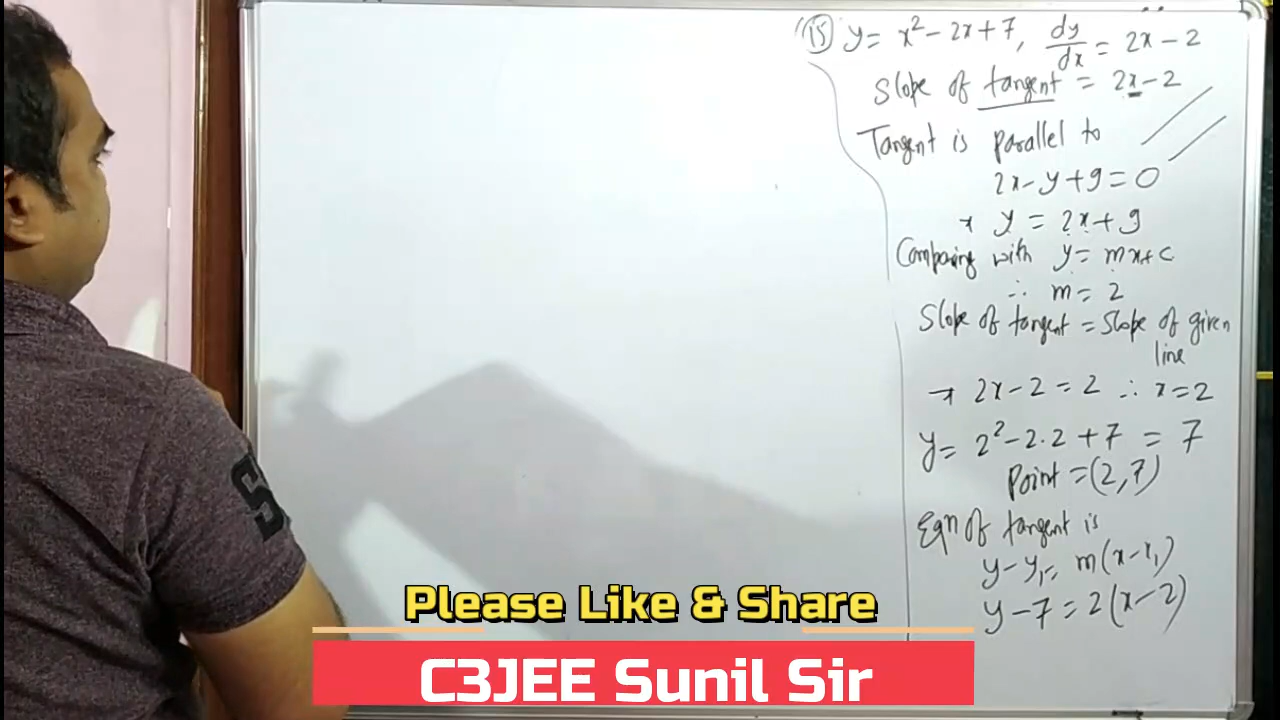 (15) y = x² - 2x + 7, dy/dx = 2x - 2
Slope of tangent = 2x - 2
Tangent is parallel to
2x - y + 9 = 0
→ y = 2x + 9
Comparing with y = mx + c
∴ m = 2
Slope of tangent = Slope of given
line
→ 2x - 2 = 2 ∴ x = 2
y = 2² - 2.2 + 7 = 7
Point = (2, 7)
Eqn of tangent is
y - y₁ = m(x - x₁)
y - 7 = 2(x - 2)
Please Like & Share
C3JEE Sunil Sir